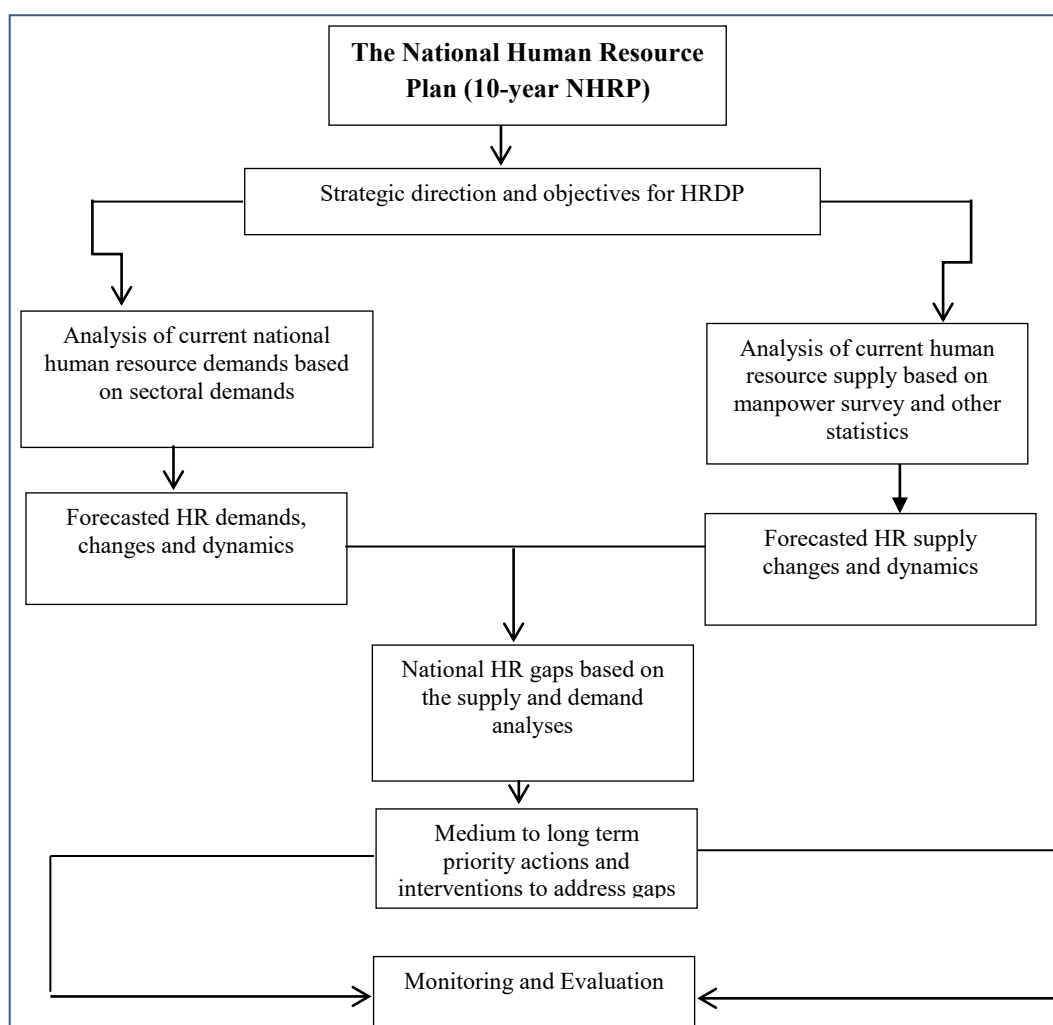 The National Human Resource
Plan (10-year NHRP)
Strategic direction and objectives for HRDP
Analysis of current national
human resource demands based
on sectoral demands
Analysis of current human
resource supply based on
manpower survey and other
statistics
Forecasted HR demands,
changes and dynamics
Forecasted HR supply
changes and dynamics
National HR gaps based on
the supply and demand
analyses
Medium to long term
priority actions and
interventions to address gaps
Monitoring and Evaluation